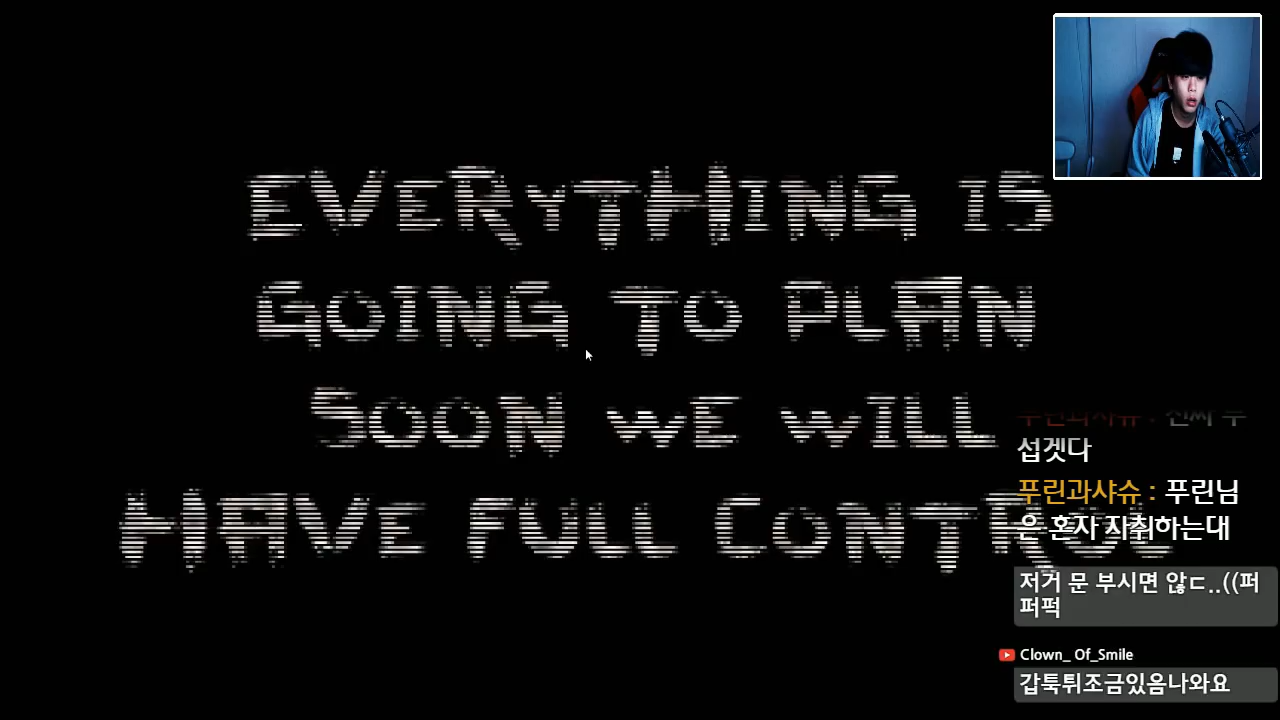 EVERYTHING IS
GOING TO PLAN
SOON WE WILL
HAVE FULL CONTROL
섭겟다
푸린과샤슈 : 푸린님
은 혼자 자취하는대
저거 문 부시면 않ㄷ..((퍼
퍼퍽
Clown_ Of_Smile
갑툭튀조금있음나와요